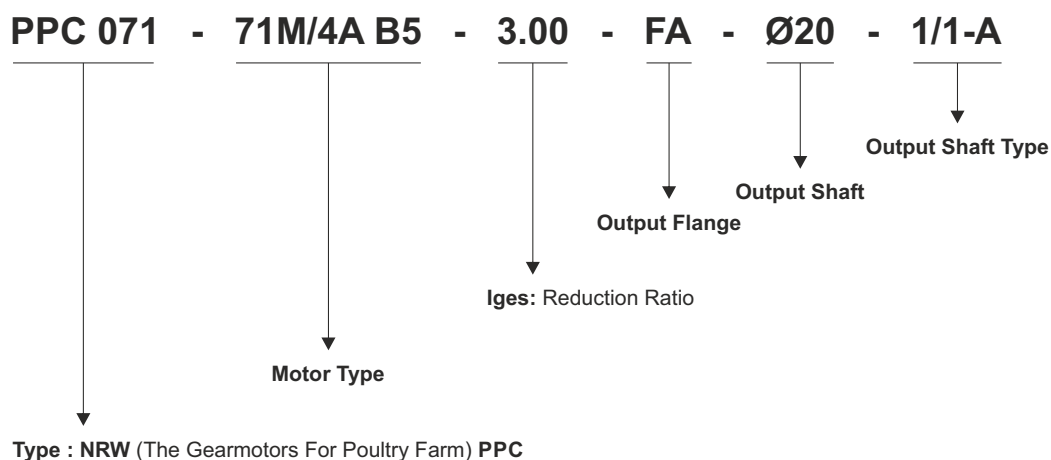 PPC 071 - 71M/4A B5 - 3.00 - FA - Ø20 - 1/1-A
Output Shaft Type
Output Shaft
Output Flange
Iges: Reduction Ratio
Motor Type
Type : NRW (The Gearmotors For Poultry Farm) PPC